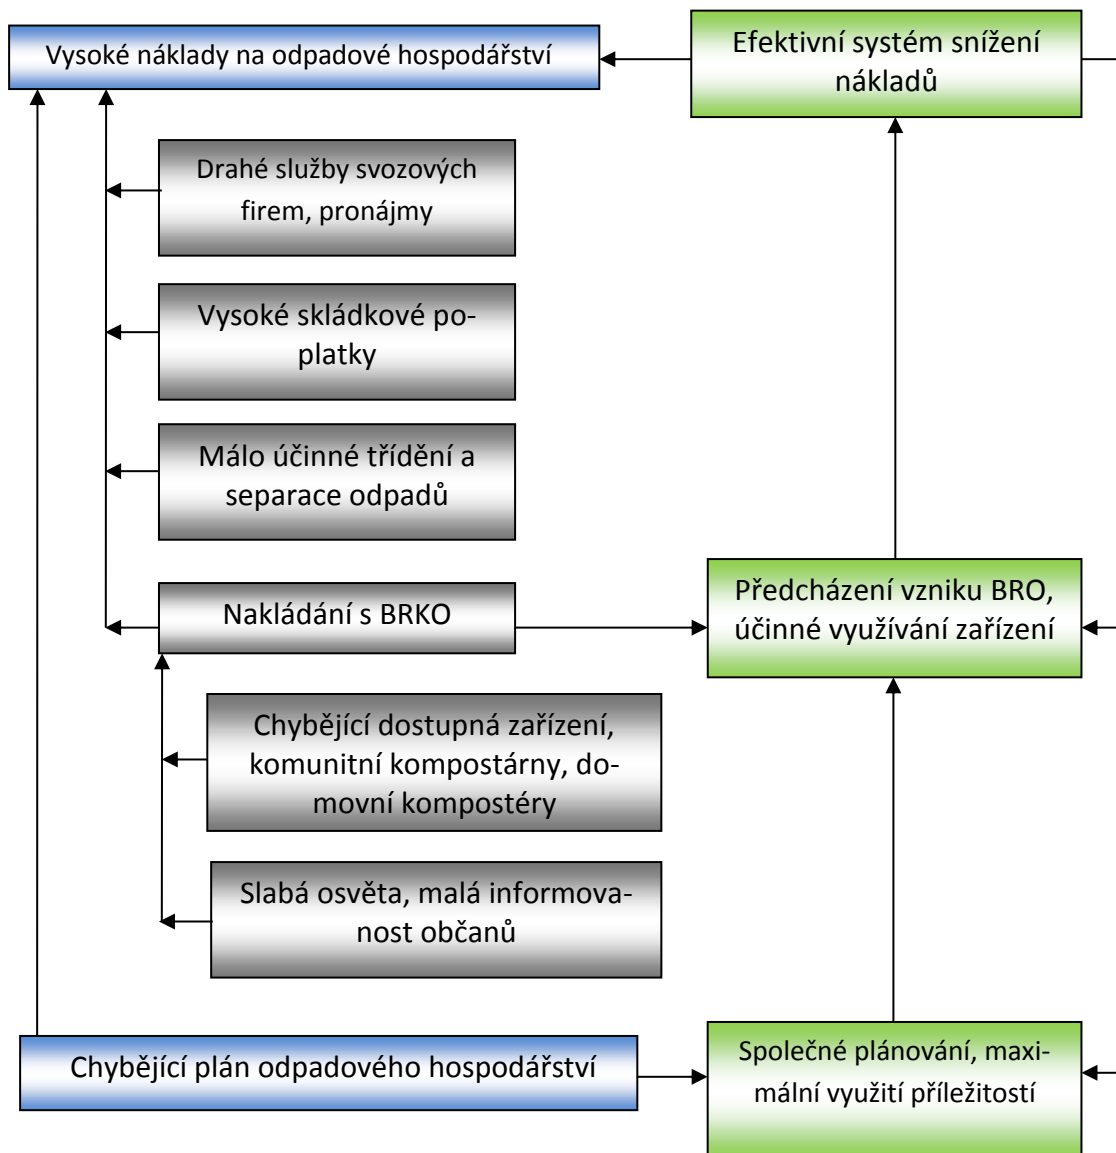 Vysoké náklady na odpadové hospodářství
Efektivní systém snížení
nákladů
Drahé služby svozových
firem, pronájmy
Vysoké skládkové po-
platky
Málo účinné třídění a
separace odpadů
Nakládání s BRKO
Předcházení vzniku BRO,
účinné využívání zařízení
Chybějící dostupná zařízení,
komunitní kompostárny, do-
movní kompostéry
Slabá osvěta, malá informova-
nost občanů
Chybějící plán odpadového hospodářství
Společné plánování, maxi-
mální využití příležitostí